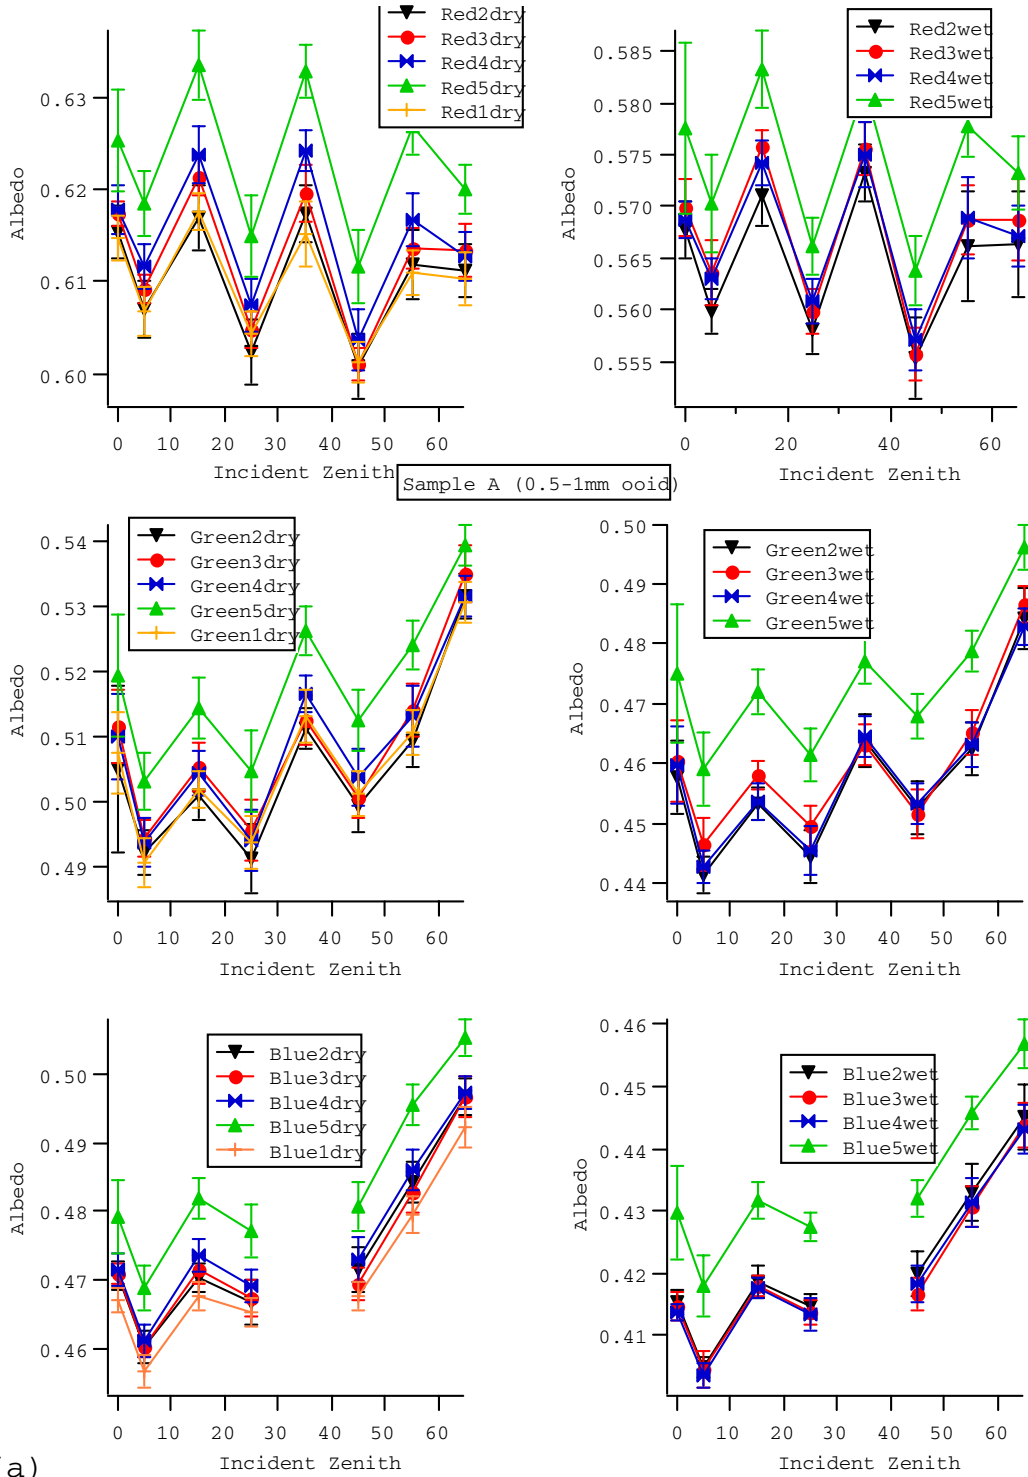 Red2dry
Red3dry
Red4dry
Red5dry
Red1dry
0.63
0.62
0.61
0.60
Albedo
0 10 20 30 40 50 60
Incident Zenith
Red2wet
Red3wet
Red4wet
Red5wet
0.585
0.580
0.575
0.570
0.565
0.560
0.555
Albedo
0 20 40 60
Incident Zenith
Sample A (0.5-1mm ooid)
Green2dry
Green3dry
Green4dry
Green5dry
Green1dry
0.54
0.53
0.52
0.51
0.50
0.49
Albedo
0 10 20 30 40 50 60
Incident Zenith
Green2wet
Green3wet
Green4wet
Green5wet
0.50
0.49
0.48
0.47
0.46
0.45
0.44
Albedo
0 10 20 30 40 50 60
Incident Zenith
Blue2dry
Blue3dry
Blue4dry
Blue5dry
Blue1dry
0.50
0.49
0.48
0.47
0.46
Albedo
0 10 20 30 40 50 60
Incident Zenith
Blue2wet
Blue3wet
Blue4wet
Blue5wet
0.46
0.45
0.44
0.43
0.42
0.41
Albedo
0 10 20 30 40 50 60
Incident Zenith
a)